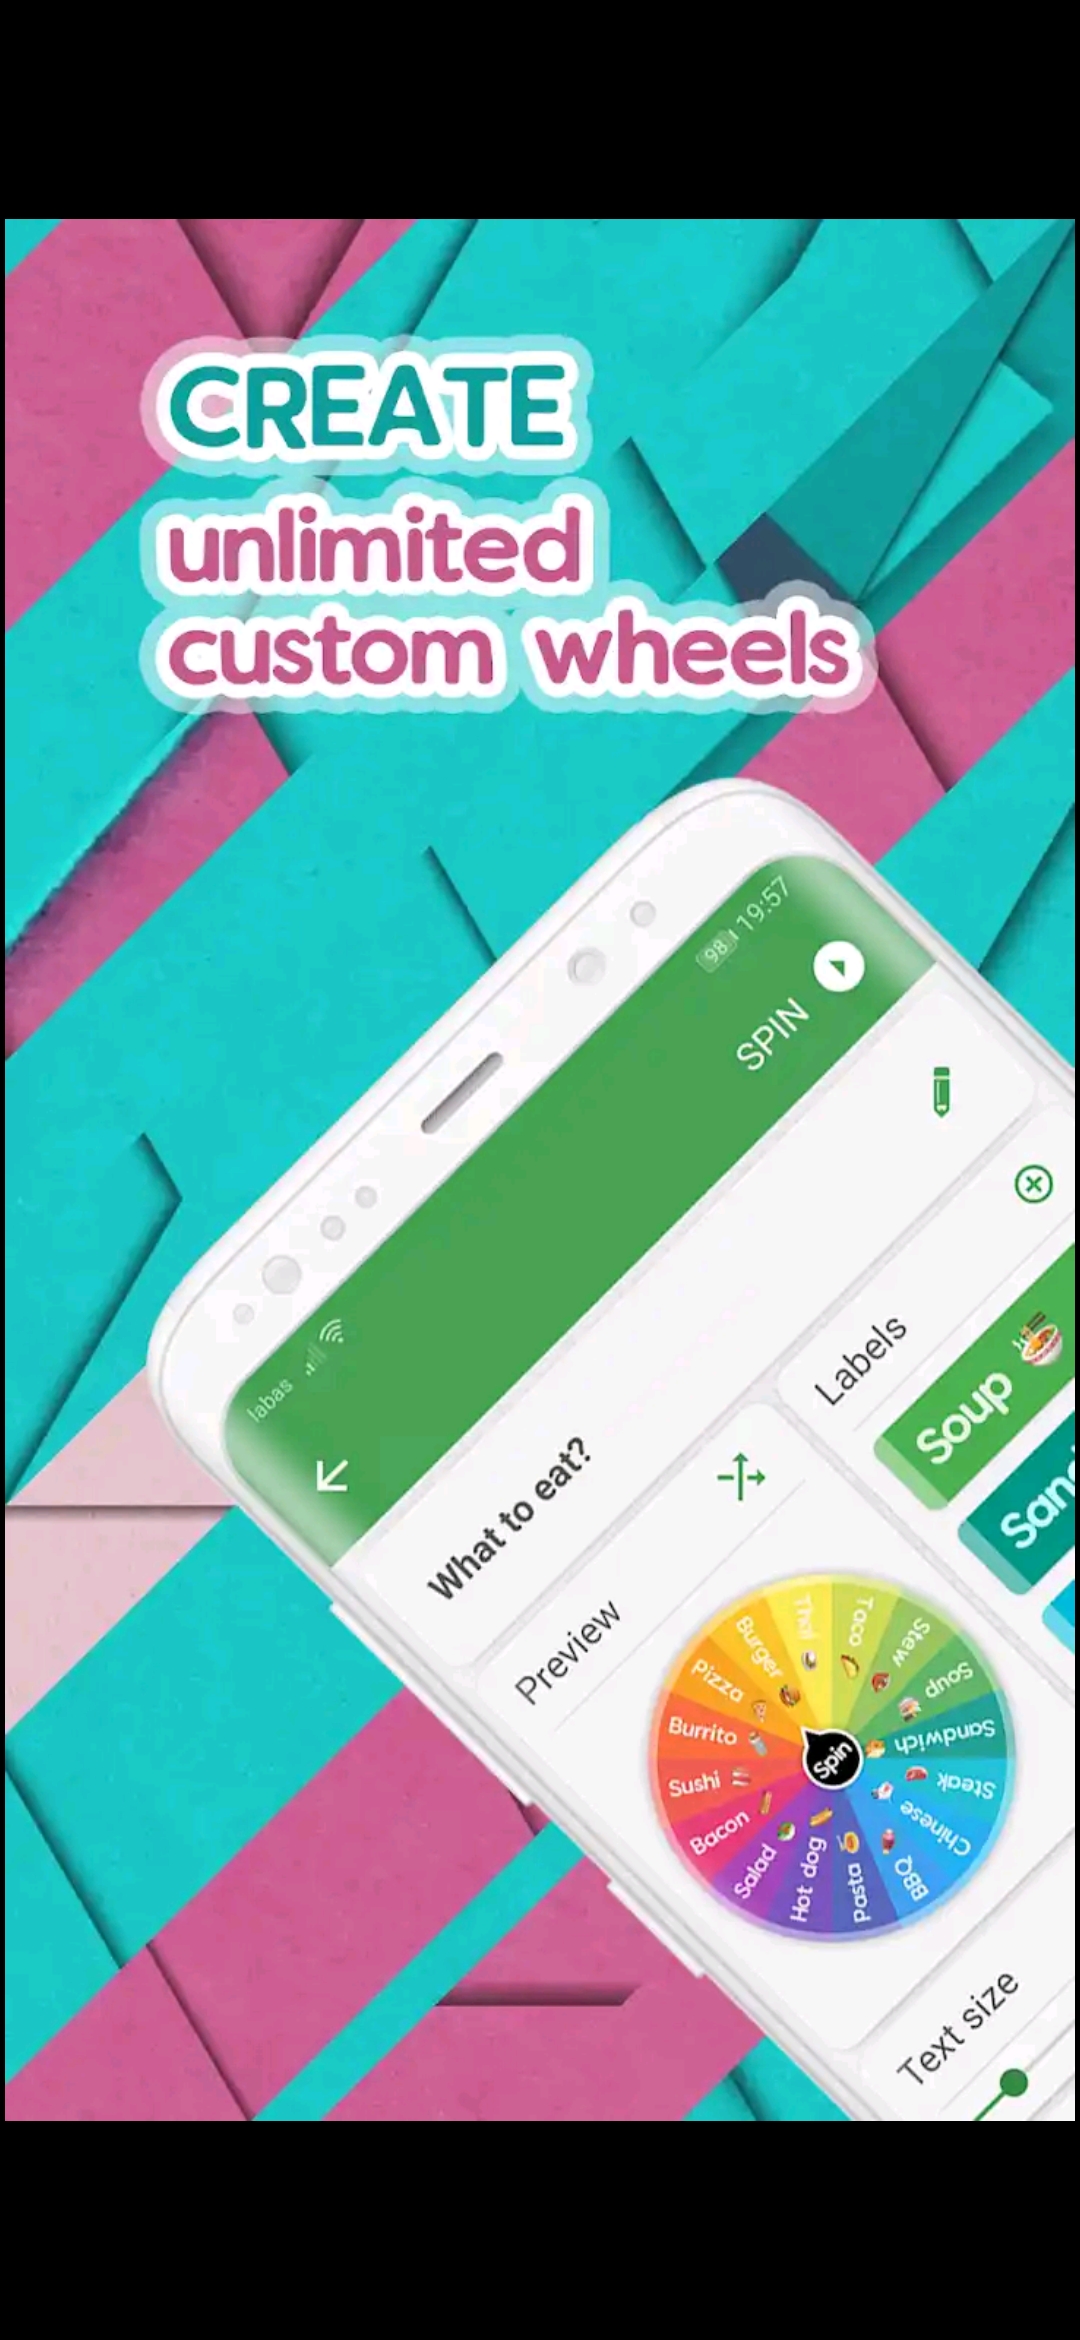 CREATE
unlimited
custom wheels
labas
98
19:57
SPIN
What to eat?
Preview
Labels
Soup
Thai
Taco
Stew
Soup
Sandwich
Steak
Chinese
BBQ
Pasta
Hot dog
Salad
Bacon
Sushi
Burrito
Pizza
Burger
Spin
Text size